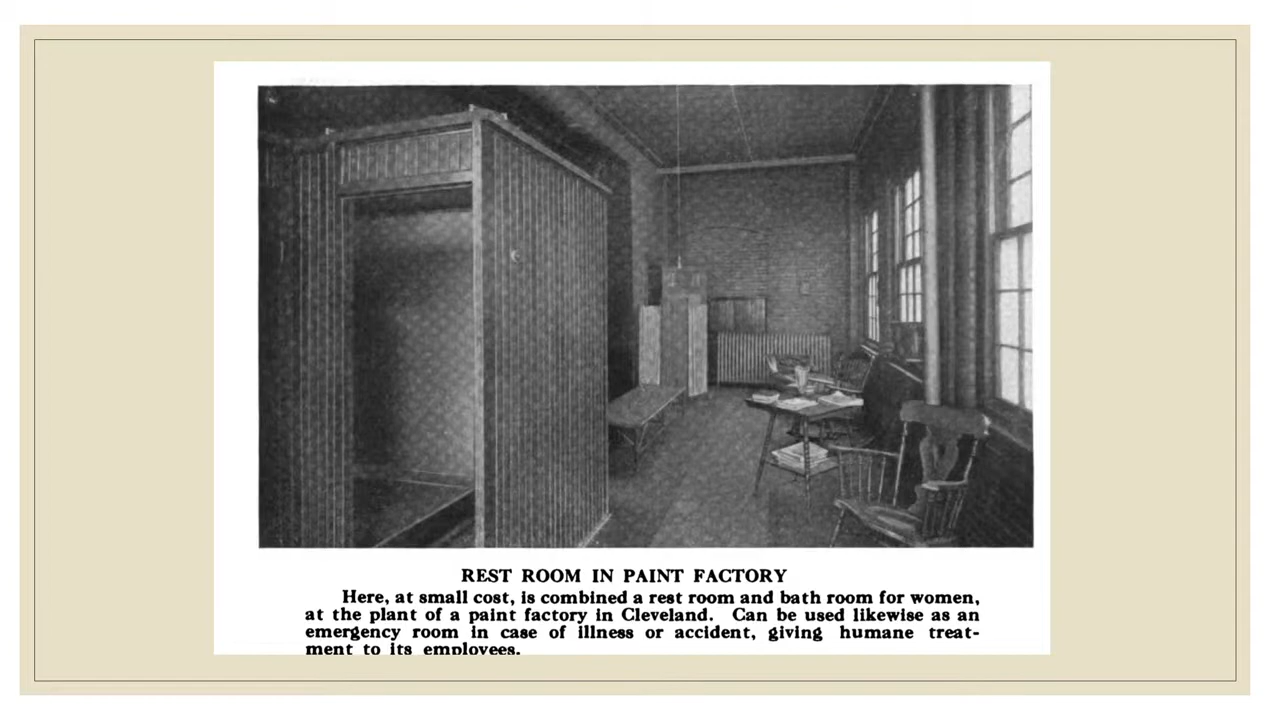 REST ROOM IN PAINT FACTORY
Here, at small cost, is combined a rest room and bath room for women,
at the plant of a paint factory in Cleveland. Can be used likewise as an
emergency room in case of illness or accident, giving humane treat-
ment to its employees.